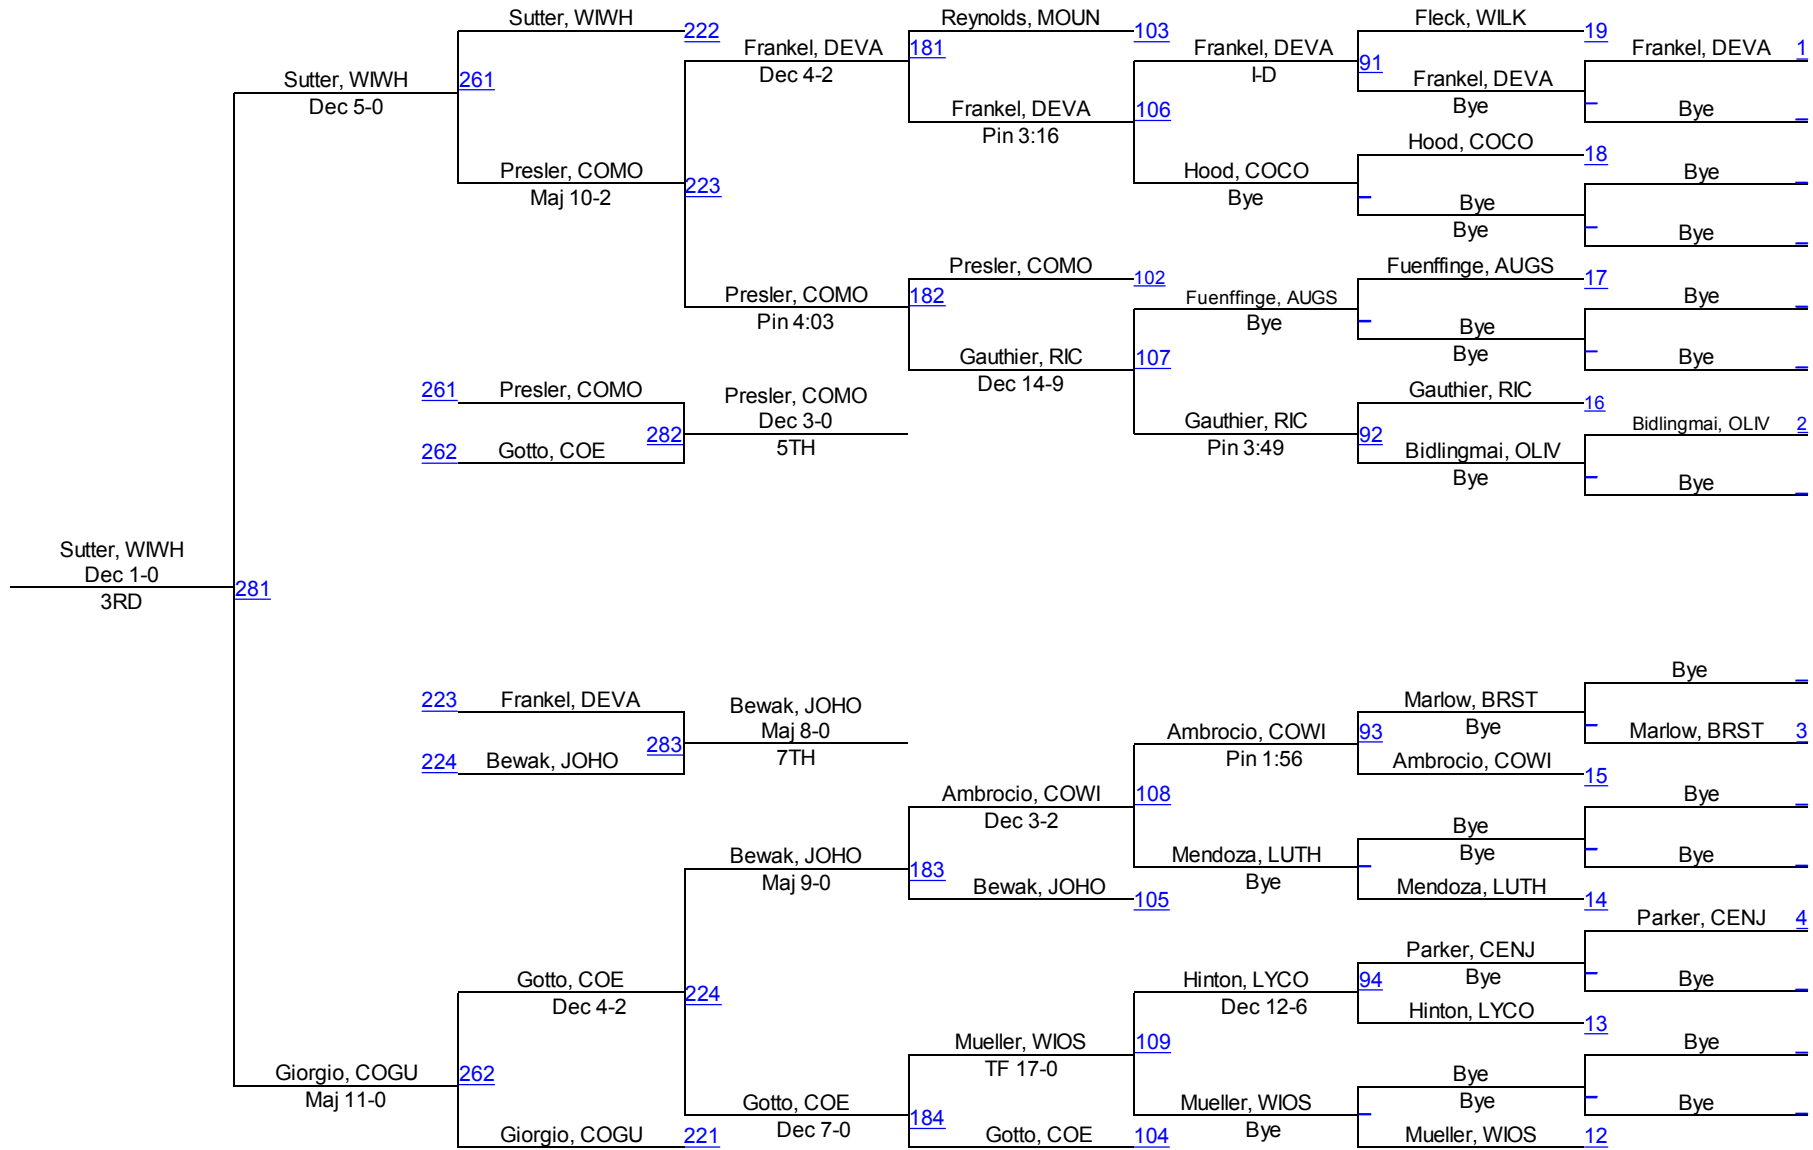 Sutter, WIWH
222
Reynolds, MOUN
103
Fleck, WILK
19
Frankel, DEVA
181
Frankel, DEVA
Frankel, DEVA
1
Dec 4-2
I-D
91
Sutter, WIWH
261
Frankel, DEVA
Dec 5-0
Frankel, DEVA
106
Bye
Bye
Pin 3:16
Hood, COCO
18
Presler, COMO
Hood, COCO
Bye
Maj 10-2
223
Bye
Bye
Bye
Bye
Presler, COMO
102
Fuenffinge, AUGS
17
Presler, COMO
182
Fuenffinge, AUGS
Bye
Pin 4:03
Bye
Bye
Gauthier, RIC
107
Bye
Bye
Dec 14-9
261
Presler, COMO
Presler, COMO
Gauthier, RIC
16
Dec 3-0
Gauthier, RIC
Bidlingmai, OLIV
2
282
92
262
Gotto, COE
5TH
Pin 3:49
Bidlingmai, OLIV
Bye
Bye
Sutter, WIWH
Dec 1-0
281
3RD
Bye
223
Frankel, DEVA
Bewak, JOHO
Marlow, BRST
Maj 8-0
Ambrocio, COWI
93
Bye
Marlow, BRST
3
283
224
Bewak, JOHO
7TH
Pin 1:56
Ambrocio, COWI
15
Ambrocio, COWI
108
Bye
Dec 3-2
Bye
Bewak, JOHO
Mendoza, LUTH
Bye
Bye
Maj 9-0
183
Bye
Bewak, JOHO
105
Mendoza, LUTH
14
Parker, CENJ
4
Parker, CENJ
Gotto, COE
Hinton, LYCO
94
Bye
Bye
Dec 4-2
224
Dec 12-6
Hinton, LYCO
13
Mueller, WIOS
109
Bye
TF 17-0
Giorgio, COGU
262
Bye
Maj 11-0
Gotto, COE
Mueller, WIOS
Bye
Bye
Dec 7-0
184
Bye
Giorgio, COGU
221
Gotto, COE
104
Mueller, WIOS
12